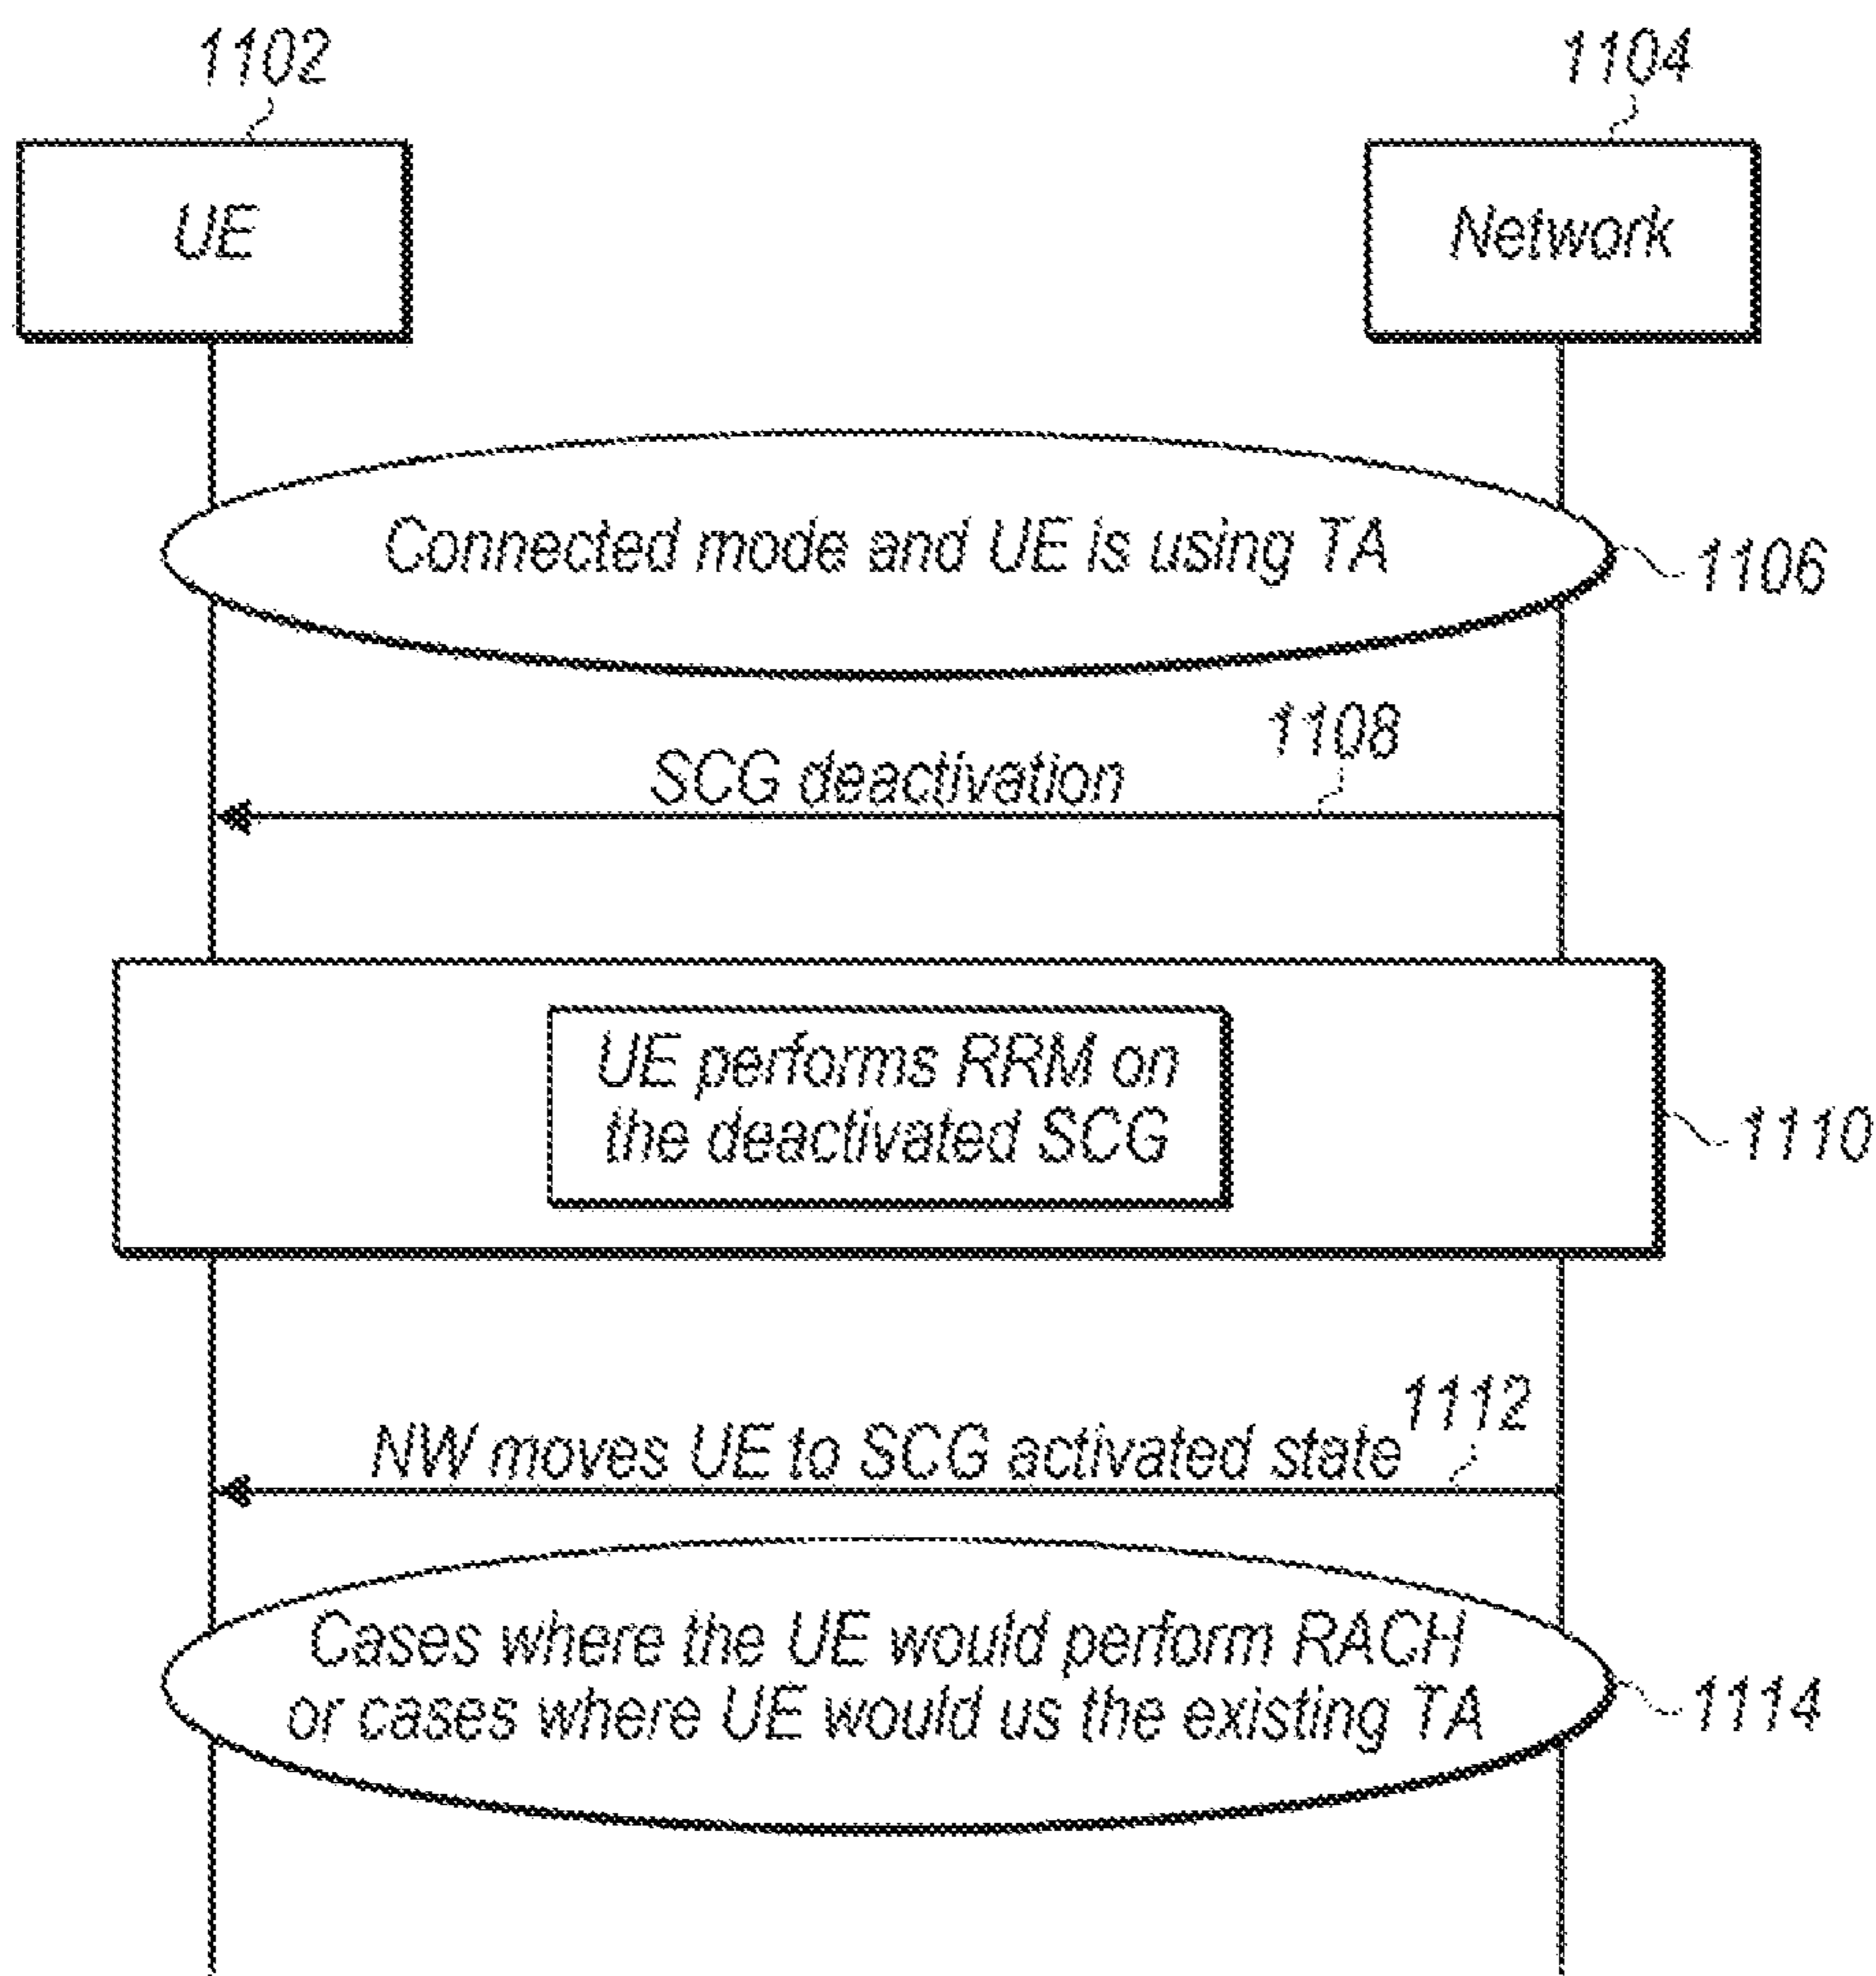 1102
1104
UE
Network
Connected mode and UE is using TA
1106
1108
SCG deactivation
UE performs RRM on
the deactivated SCG
1110
1112
NW moves UE to SCG activated state
Cases where the UE would perform RACH
or cases where UE would us the existing TA
1114